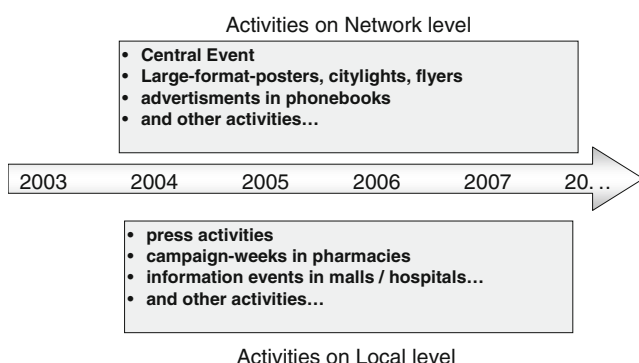 Activities on Network level
• Central Event
• Large-format-posters, citylights, flyers
• advertisments in phonebooks
• and other activities…
2003 2004 2005 2006 2007 20…
• press activities
• campaign-weeks in pharmacies
• information events in malls / hospitals…
• and other activities…
Activities on Local level